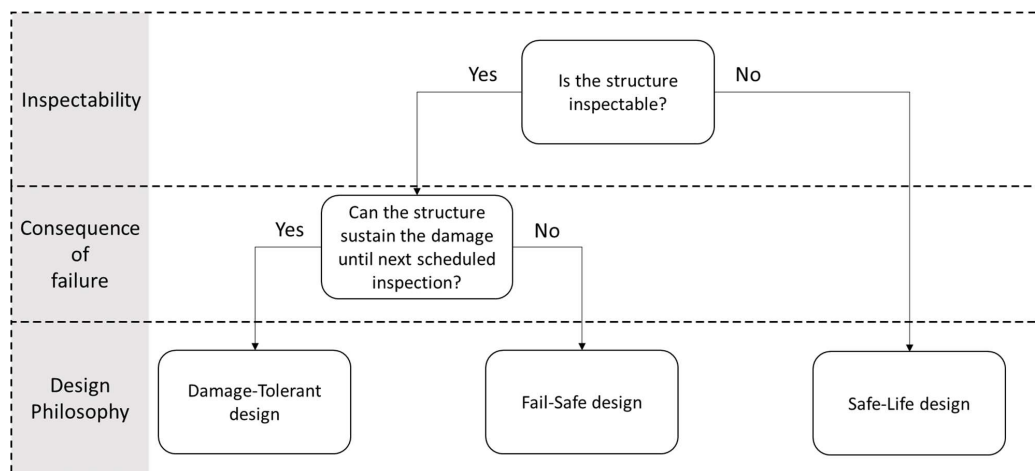 Inspectability
Yes
Is the structure
inspectable?
No
Consequence
of
failure
Yes
Can the structure
sustain the damage
until next scheduled
inspection?
No
Design
Philosophy
Damage-Tolerant
design
Fail-Safe design
Safe-Life design